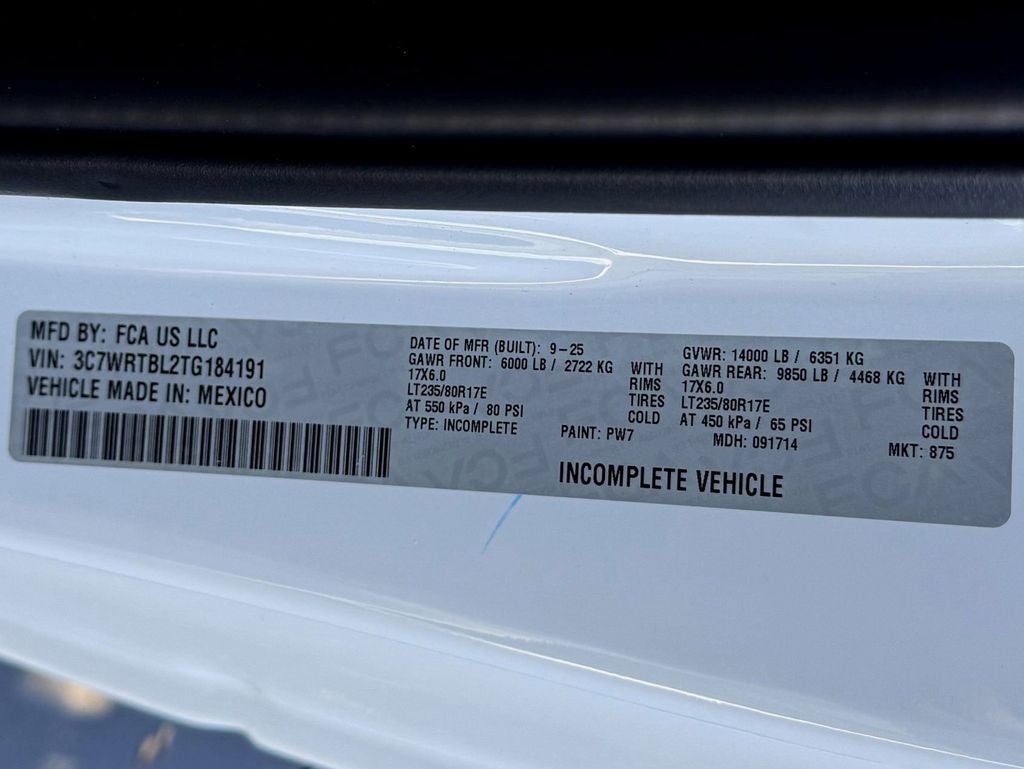 MFD BY: FCA US LLC
VIN: 3C7WRTBL2TG184191
VEHICLE MADE IN: MEXICO
DATE OF MFR (BUILT): 9-25
GAWR FRONT: 6000 LB / 2722 KG
17X6.0
LT235/80R17E
AT 550 kPa / 80 PSI
TYPE: INCOMPLETE
WITH
RIMS
TIRES
COLD
PAINT: PW7
GVWR: 14000 LB / 6351 KG
GAWR REAR: 9850 LB / 4468 KG
17X6.0
LT235/80R17E
AT 450 kPa / 65 PSI
MDH: 091714
WITH
RIMS
TIRES
COLD
MKT: 875
INCOMPLETE VEHICLE